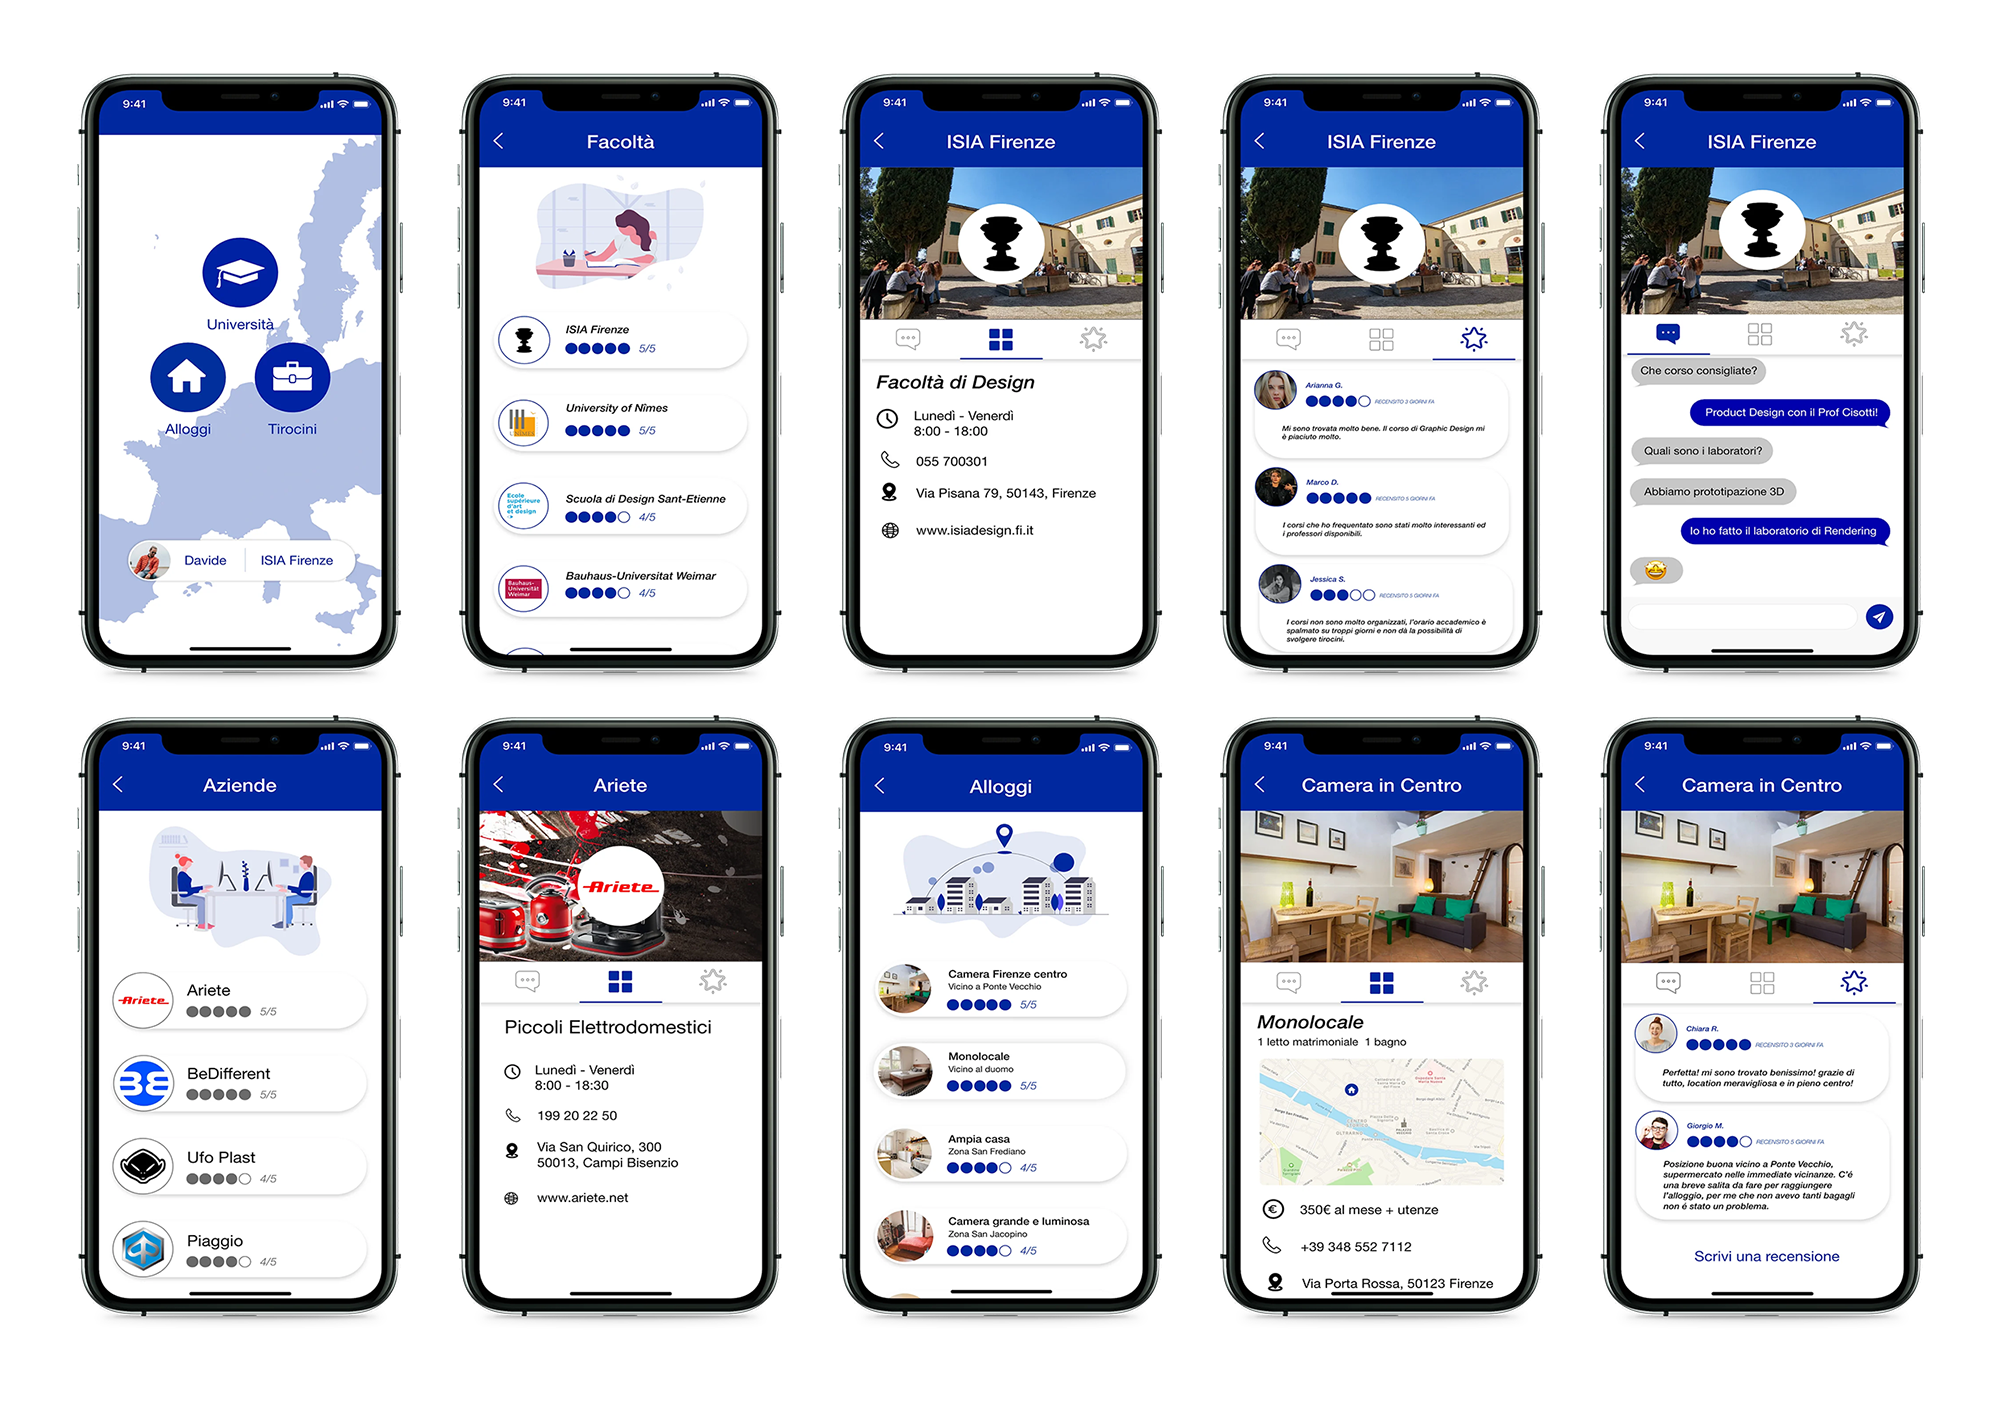 9:41
Università
Alloggi
Tirocini
Davide
ISIA Firenze
9:41
Facoltà
ISIA Firenze
5/5
UNIMES
University of Nîmes
5/5
Ecole
supérieure
d'art
et design
Scuola di Design Sant-Etienne
4/5
Bauhaus-
Universität
Weimar
Bauhaus-Universitat Weimar
4/5
9:41
ISIA Firenze
Facoltà di Design
Lunedì - Venerdì
8:00 - 18:00
055 700301
Via Pisana 79, 50143, Firenze
www.isiadesign.fi.it
9:41
ISIA Firenze
Arianna G.
RECENSITO 3 GIORNI FA
Mi sono trovata molto bene. Il corso di Graphic Design mi
è piaciuto molto.
Marco D.
RECENSITO 5 GIORNI FA
I corsi che ho frequentato sono stati molto interessanti ed
i professori disponibili.
Jessica S.
RECENSITO 5 GIORNI FA
I corsi non sono molto organizzati, l'orario accademico è
spalmato su troppi giorni e non dà la possibilità di
svolgere tirocini.
9:41
ISIA Firenze
Che corso consigliate?
Product Design con il Prof Cisotti!
Quali sono i laboratori?
Abbiamo prototipazione 3D
Io ho fatto il laboratorio di Rendering
9:41
Aziende
Ariete
Ariete
5/5
BeDifferent
5/5
Ufo Plast
4/5
Piaggio
4/5
9:41
Ariete
Ariete
Piccoli Elettrodomestici
Lunedì - Venerdì
8:00 - 18:30
199 20 22 50
Via San Quirico, 300
50013, Campi Bisenzio
www.ariete.net
9:41
Alloggi
Camera Firenze centro
Vicino a Ponte Vecchio
5/5
Monolocale
Vicino al duomo
5/5
Ampia casa
Zona San Frediano
4/5
Camera grande e luminosa
Zona San Jacopino
4/5
9:41
Camera in Centro
Monolocale
1 letto matrimoniale 1 bagno
PALAZZO
VECCHIO
350€ al mese + utenze
+39 348 552 7112
Via Porta Rossa, 50123 Firenze
9:41
Camera in Centro
Chiara R.
RECENSITO 3 GIORNI FA
Perfetta! mi sono trovato benissimo! grazie di
tutto, location meravigliosa e in pieno centro!
Giorgio M.
RECENSITO 5 GIORNI FA
Posizione buona vicino a Ponte Vecchio,
supermercato nelle immediate vicinanze. C'é
una breve salita da fare per raggiungere
l'alloggio, per me che non avevo tanti bagagli
non é stato un problema.
Scrivi una recensione